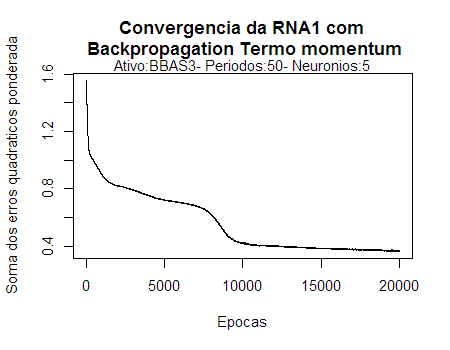 Convergencia da RNA1 com
Backpropagation Termo momentum
Ativo:BBAS3- Periodos:50- Neuronios:5
Soma dos erros quadraticos ponderada
1.6
1.2
0.8
0.4
0 5000 10000 15000 20000
Epocas